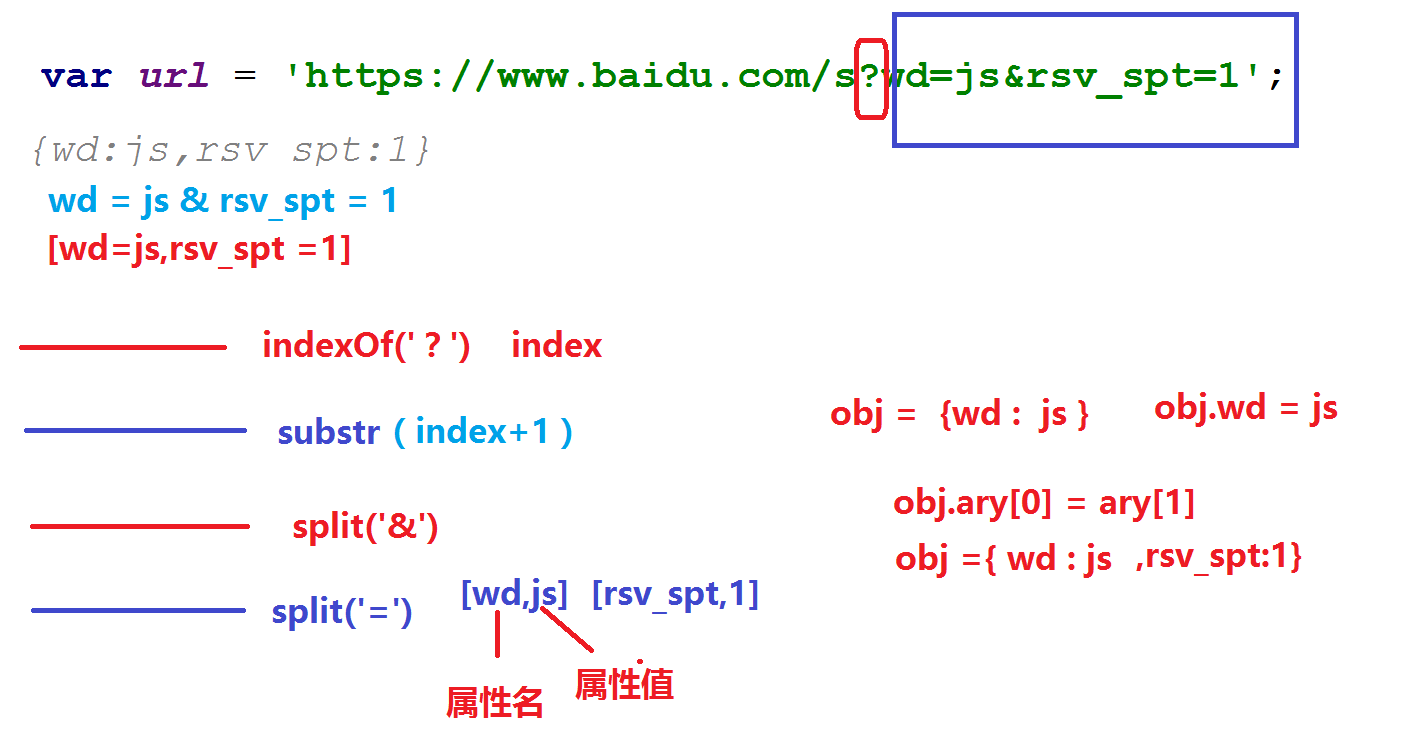 var url = 'https://www.baidu.com/s?wd=js&rsv_spt=1';
{wd:js,rsv spt:1}
wd = js & rsv_spt = 1
[wd=js,rsv_spt =1]
indexOf(' ? ') index
substr ( index+1 )
obj = {wd : js } obj.wd = js
split('&')
obj.ary[0] = ary[1]
obj ={ wd : js ,rsv_spt:1}
split('=') [wd,js] [rsv_spt,1]
属性名 属性值